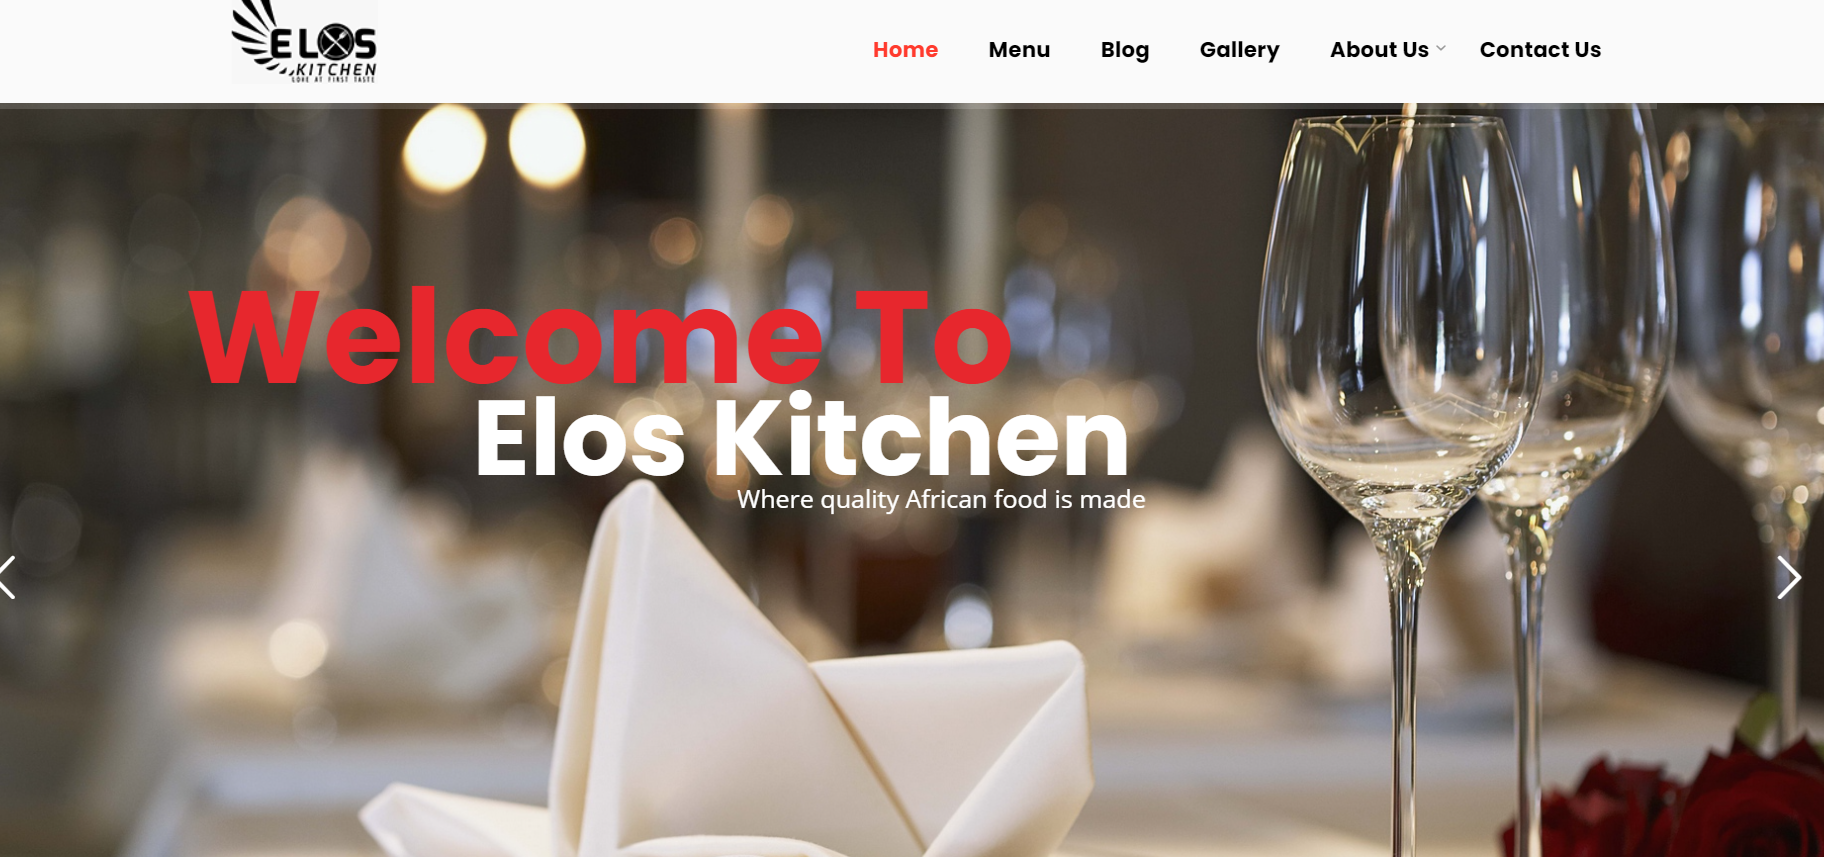 ELOS
KITCHEN
LOVE AT FIRST TASTE
Home Menu Blog Gallery About Us Contact Us
Welcome To
Elos Kitchen
Where quality African food is made